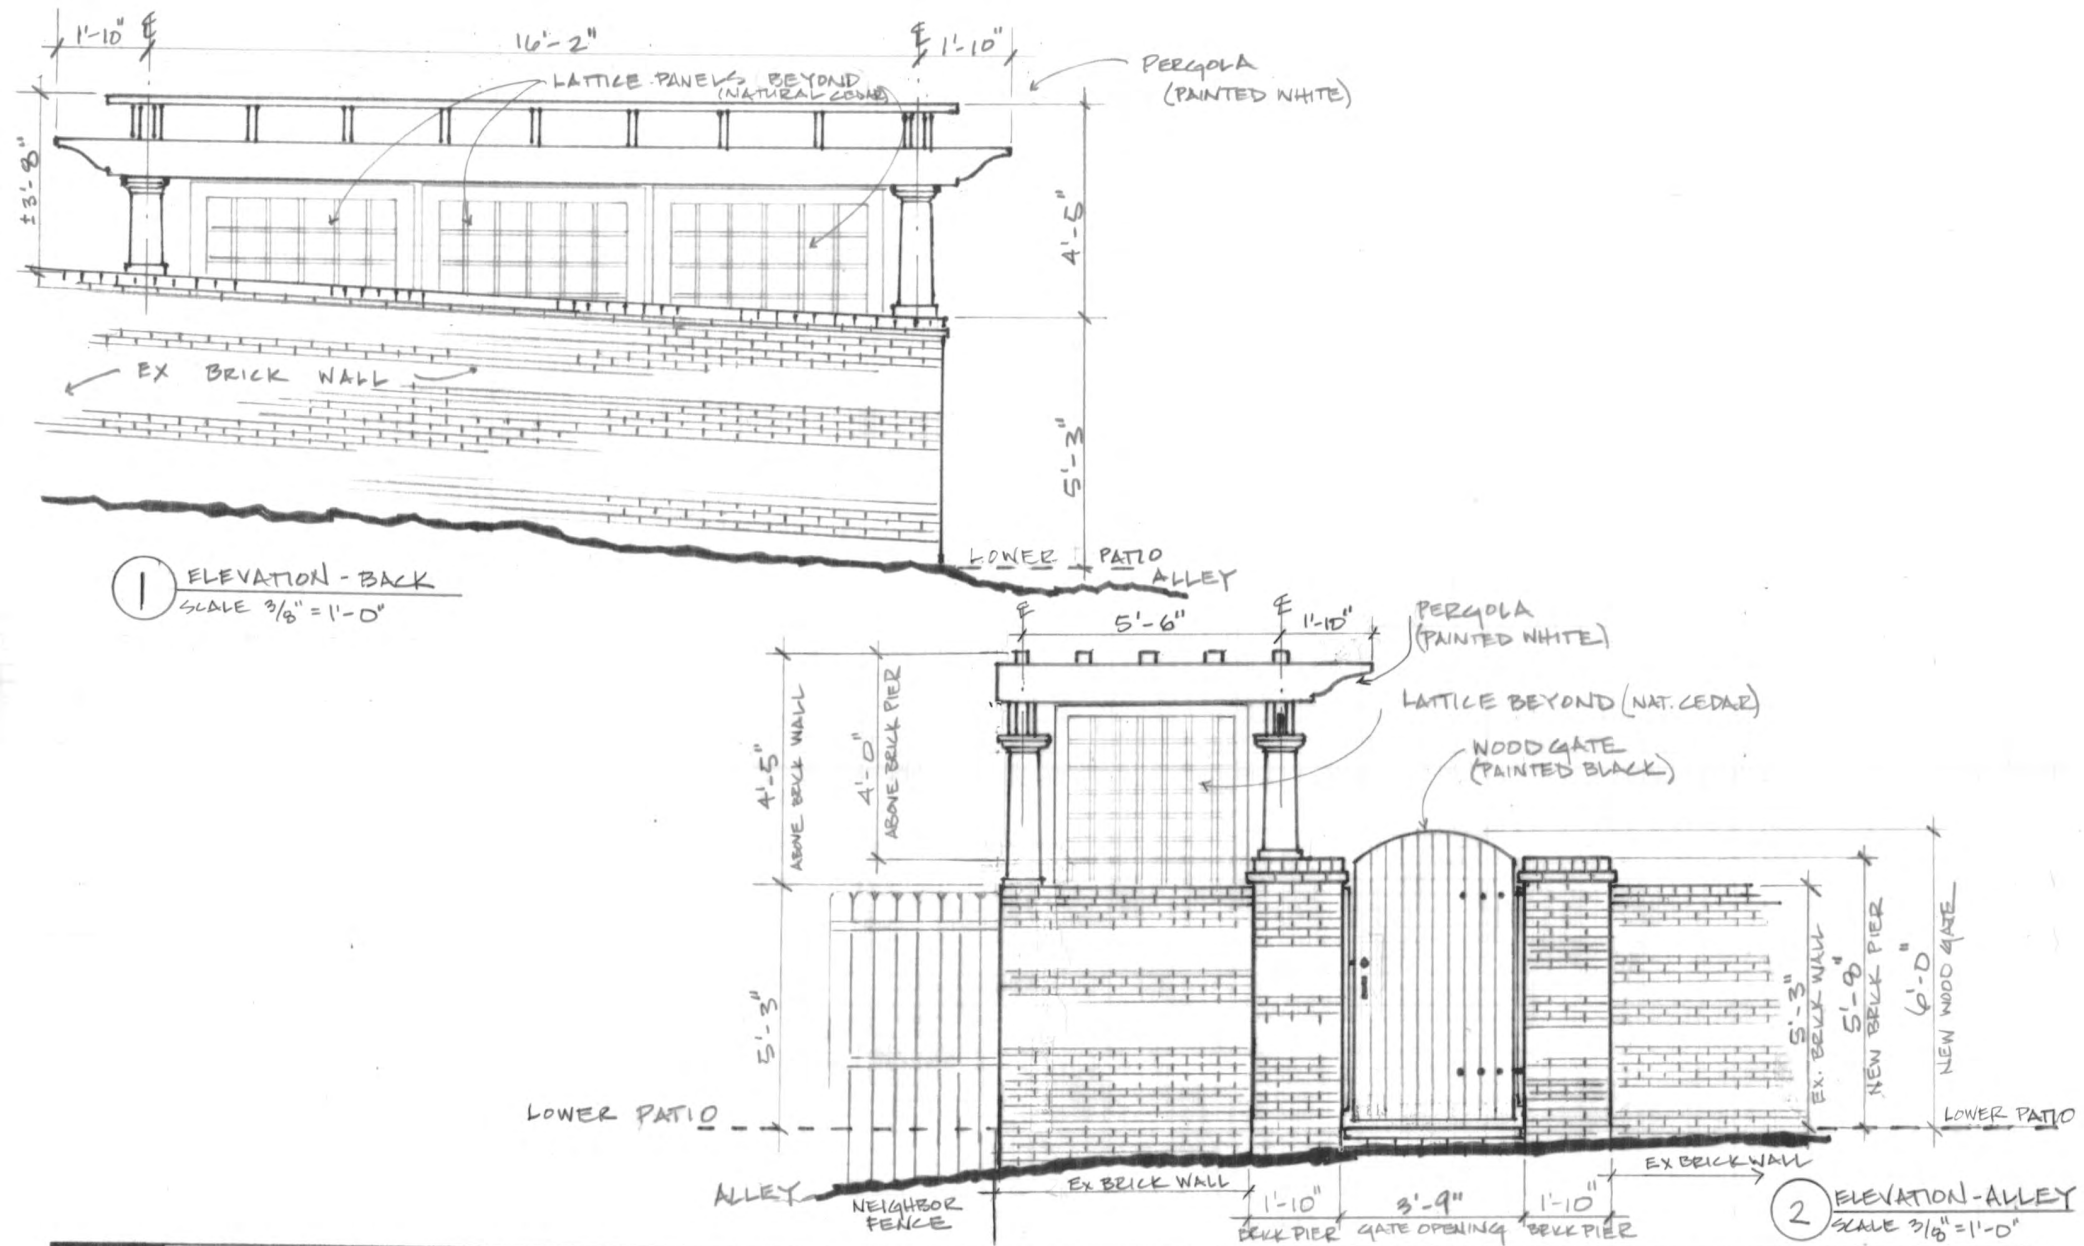 1'-10"
℄
16'-2"
℄
1'-10"
LATTICE PANELS BEYOND
(NATURAL CEDAR)
PERGOLA
(PAINTED WHITE)
±3'-8"
4'-5"
EX BRICK WALL
5'-3"
LOWER PATIO
ALLEY
1
ELEVATION - BACK
SCALE 3/8" = 1'-0"
℄
5'-6"
℄
1'-10"
PERGOLA
(PAINTED WHITE)
LATTICE BEYOND (NAT. CEDAR)
WOOD GATE
(PAINTED BLACK)
4'-5"
ABOVE BRICK WALL
4'-0"
ABOVE BRICK PIER
5'-3"
5'-3"
EX. BRICK WALL
5'-8"
NEW BRICK PIER
6'-0"
NEW WOOD GATE
LOWER PATIO
LOWER PATIO
ALLEY
NEIGHBOR
FENCE
EX BRICK WALL
1'-10"
BRICK PIER
3'-9"
GATE OPENING
1'-10"
BRICK PIER
EX BRICK WALL
2
ELEVATION - ALLEY
SCALE 3/8" = 1'-0"